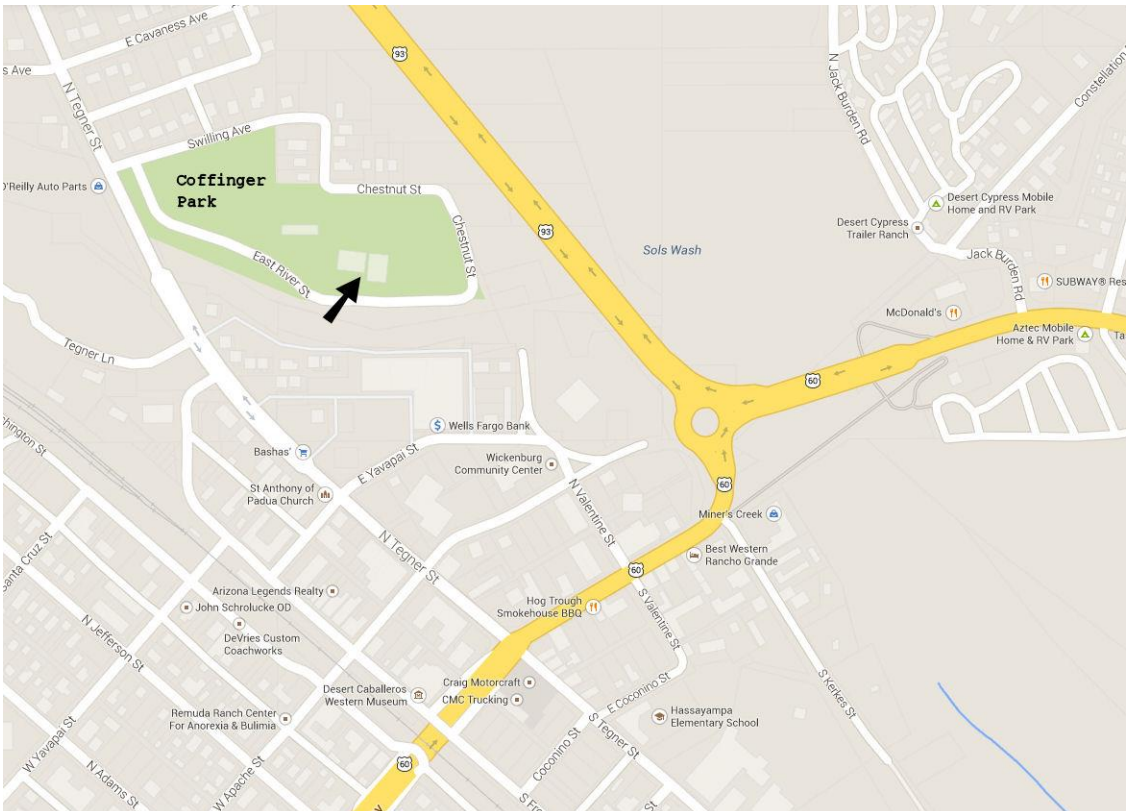 E Cavaness Ave
s Ave
N Tegner St
Swilling Ave
O'Reilly Auto Parts
Coffinger
Park
Chestnut St
Chestnut St
East River St
Tegner Ln
93
93
Sols Wash
N Jack Burden Rd
Constellation
Desert Cypress Mobile
Home and RV Park
Desert Cypress
Trailer Ranch
Jack Burden Rd
SUBWAY® Res
McDonald's
Aztec Mobile
Home & RV Park
Ta
60
$
Wells Fargo Bank
Bashas'
E Yavapai St
Wickenburg
Community Center
St Anthony of
Padua Church
hington St
Santa Cruz St
N Tegner St
N Valentine St
60
Miner's Creek
Best Western
Rancho Grande
60
Arizona Legends Realty
John Schrolucke OD
DeVries Custom
Coachworks
Hog Trough
Smokehouse BBQ
S Valentine St
N Jefferson St
Desert Caballeros
Western Museum
Craig Motorcraft
CMC Trucking
E Coconino St
S Kerkes St
Remuda Ranch Center
For Anorexia & Bulimia
Hassayampa
Elementary School
S Tegner St
Coconino St
W Yavapai St
N Adams St
W Apache St
60
S Fro